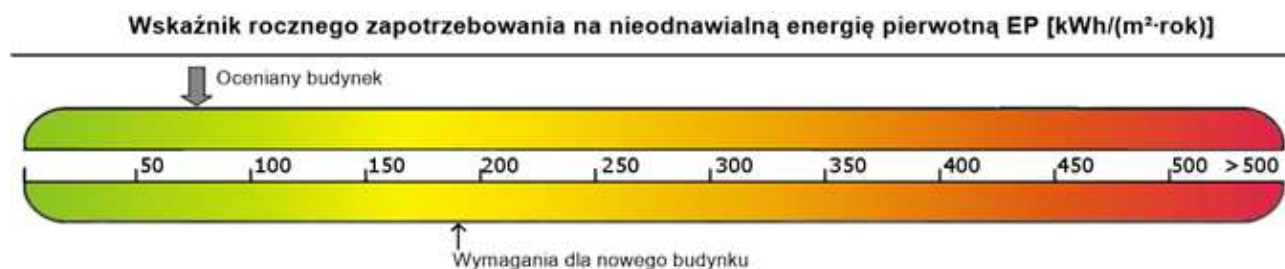 Wskaźnik rocznego zapotrzebowania na nieodnawialną energię pierwotną EP [kWh/(m²·rok)]
Oceniany budynek
50 100 150 200 250 300 350 400 450 500 >500
Wymagania dla nowego budynku